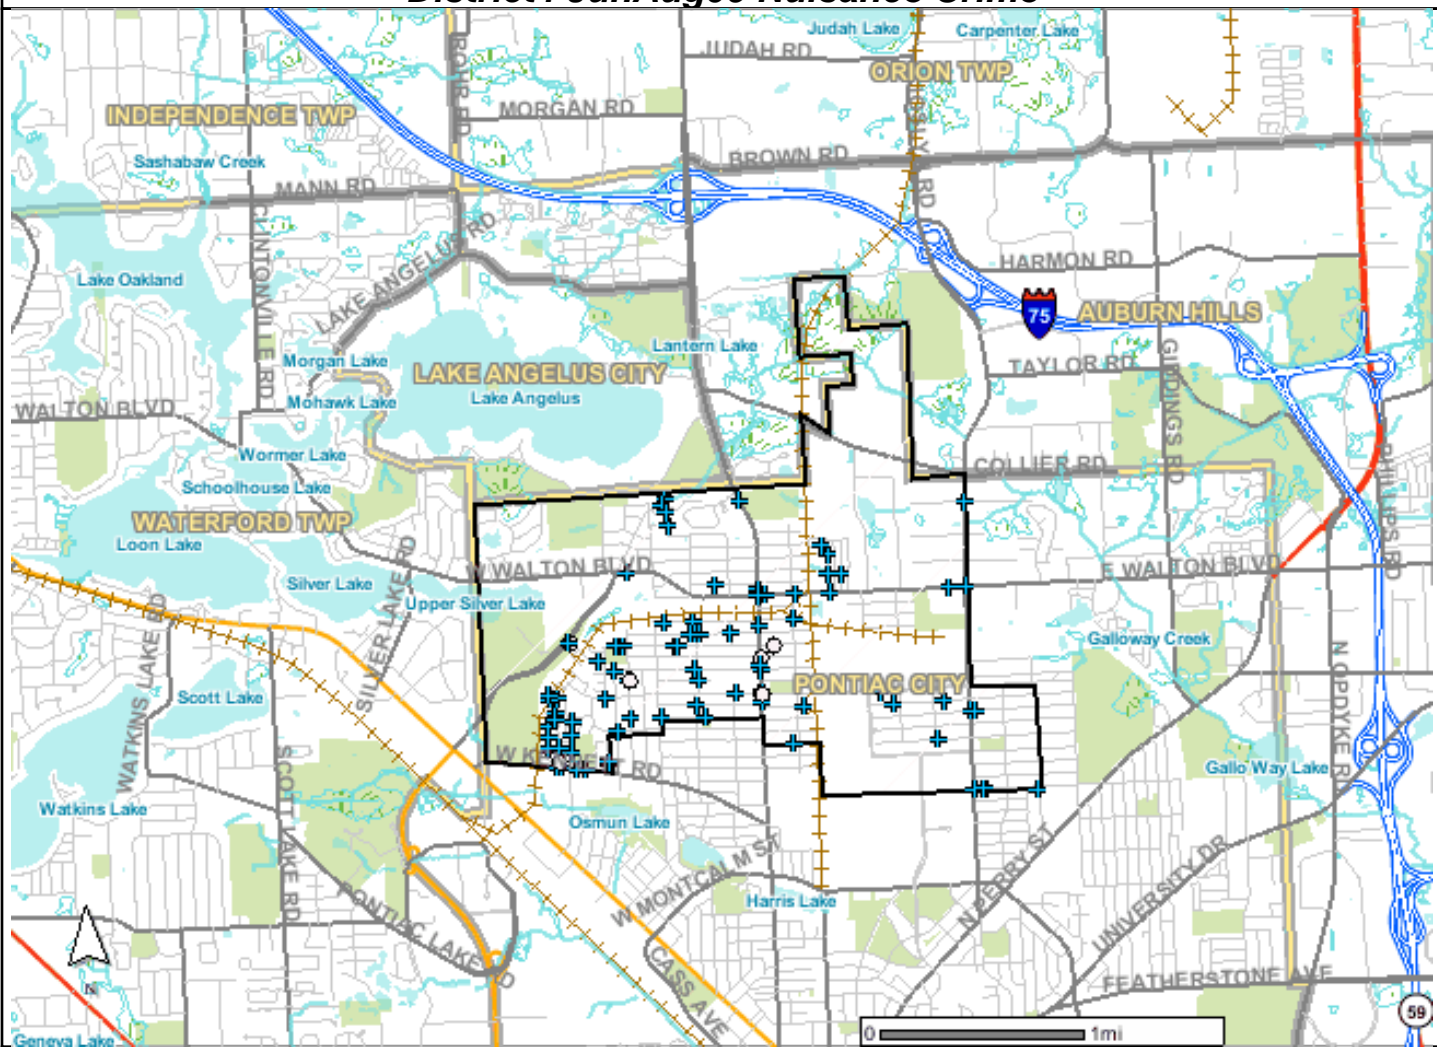 District Four/Aug08 Nuisance Crime
Judah Lake
Carpenter Lake
JUDAH RD
ORION TWP
MORGAN RD
INDEPENDENCE TWP
BROWN RD
Sashabaw Creek
MANN RD
CLINTONVILLE RD
LAKE ANGELUS RD
HARMON RD
Lake Oakland
75
AUBURN HILLS
Lantern Lake
Morgan Lake
TAYLOR RD
GIDDINGS RD
LAKE ANGELUS CITY
Lake Angelus
Mohawk Lake
WALTON BLVD
Wormer Lake
COLLIER RD
Schoolhouse Lake
PHILLIPS RD
WATERFORD TWP
Loon Lake
W WALTON BLVD
E WALTON BLVD
Silver Lake
Upper Silver Lake
SILVER LAKE RD
WATKINS LAKE RD
Galloway Creek
N OPDYKE R
Scott Lake
PONTIAC CITY
SCOTT LAKE RD
Gallo Way Lake
Watkins Lake
Osmun Lake
W MONTCALM ST
N PERRY ST
UNIVERSITY DR
Harris Lake
PONTIAC LAKE
CASS AVE
FEATHERSTONE AVE
N
59
0
1mi
Geneva Lake